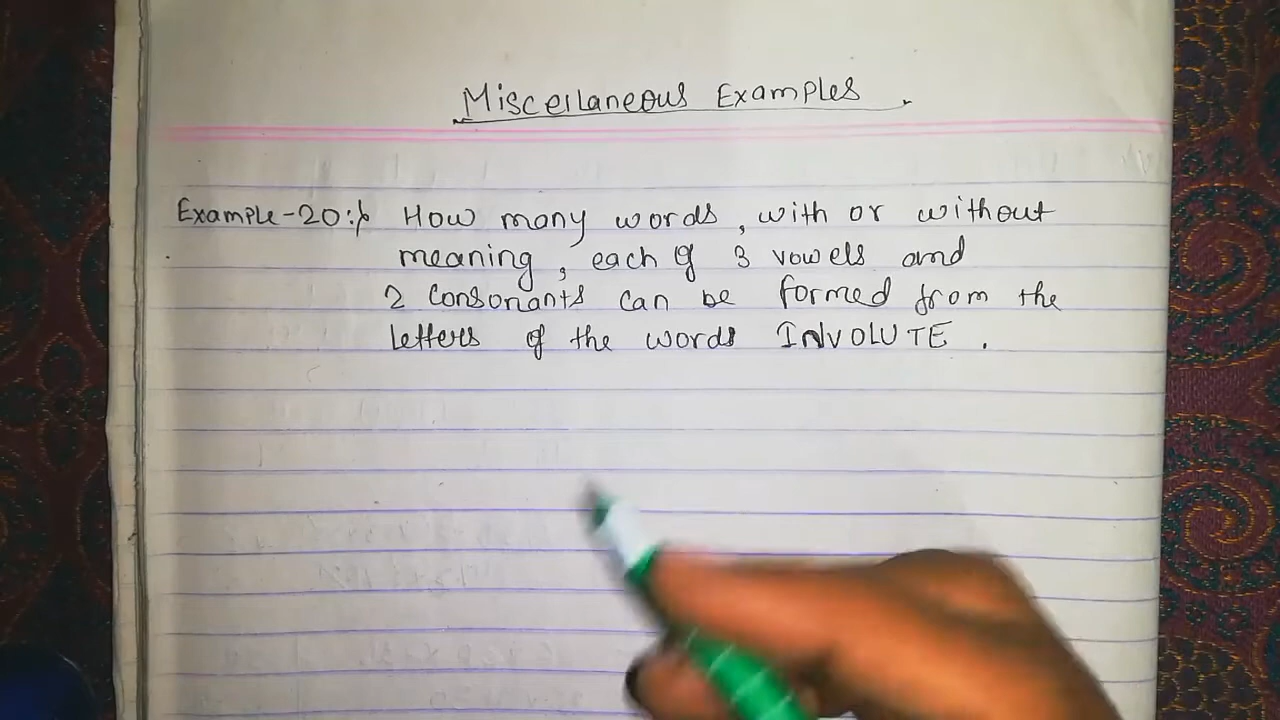 Miscellaneous Examples.
Example-20:) How many words, with or without
meaning, each of 3 vowels and
2 consonants can be formed from the
letters of the words INVOLUTE.